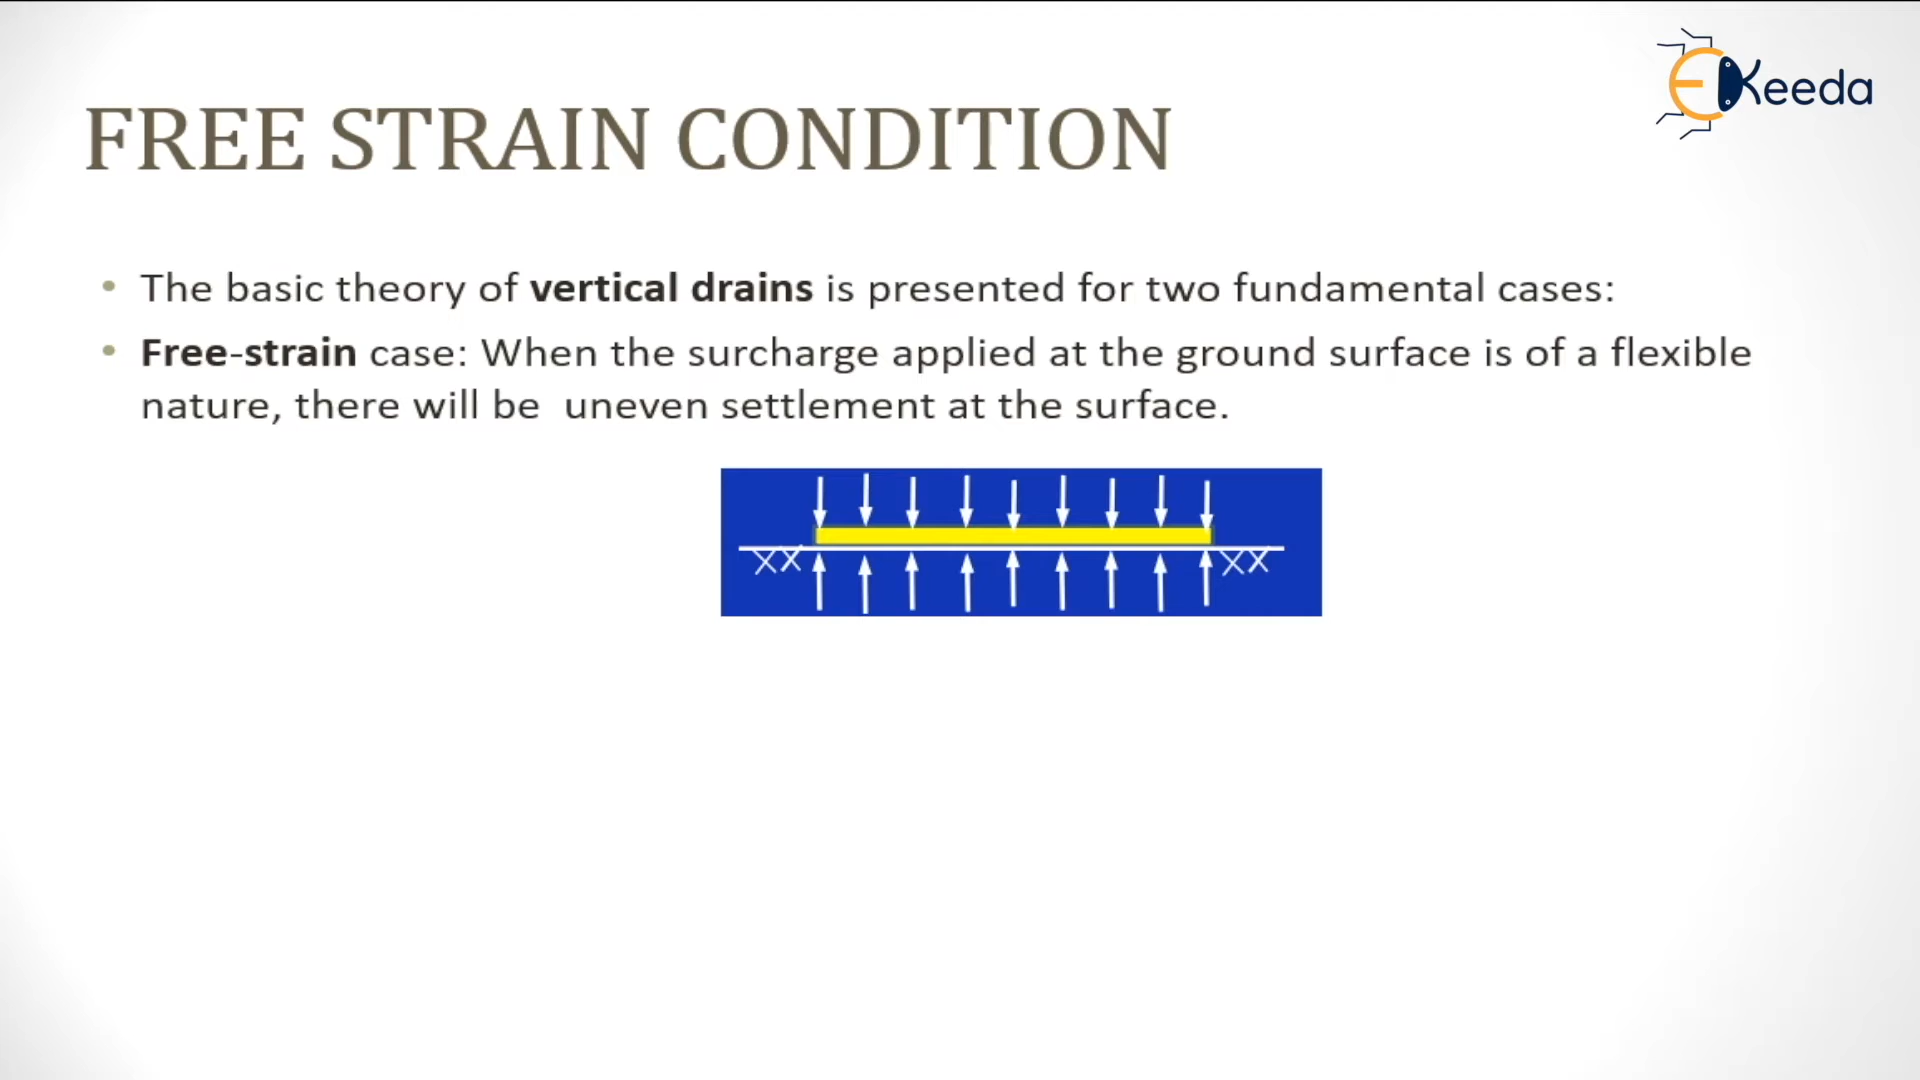 EKeeda
FREE STRAIN CONDITION
• The basic theory of vertical drains is presented for two fundamental cases:
• Free-strain case: When the surcharge applied at the ground surface is of a flexible
nature, there will be  uneven settlement at the surface.